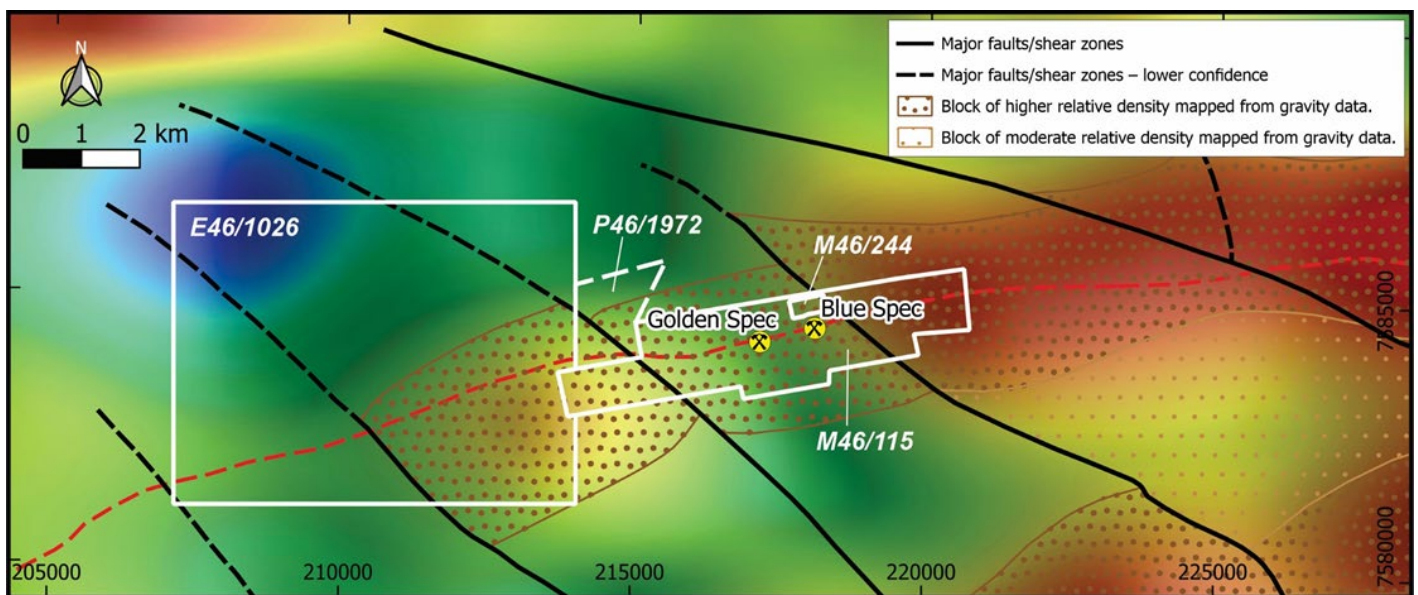 N
0 1 2 km
Major faults/shear zones
Major faults/shear zones – lower confidence
Block of higher relative density mapped from gravity data.
Block of moderate relative density mapped from gravity data.
E46/1026
P46/1972
M46/244
Golden Spec
Blue Spec
M46/115
7585000
7580000
205000
210000
215000
220000
225000